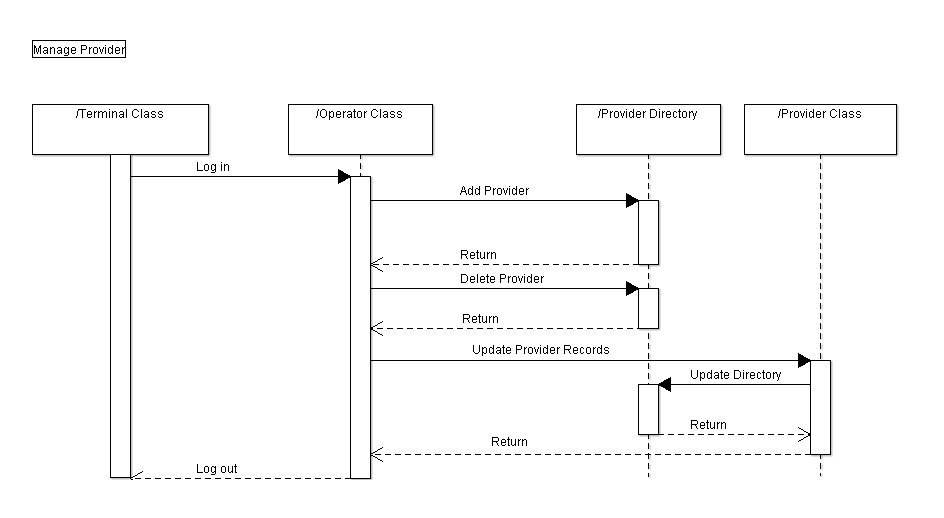 Manage Provider
/Terminal Class
/Operator Class
/Provider Directory
/Provider Class
Log in
Add Provider
Return
Delete Provider
Return
Update Provider Records
Update Directory
Return
Return
Log out